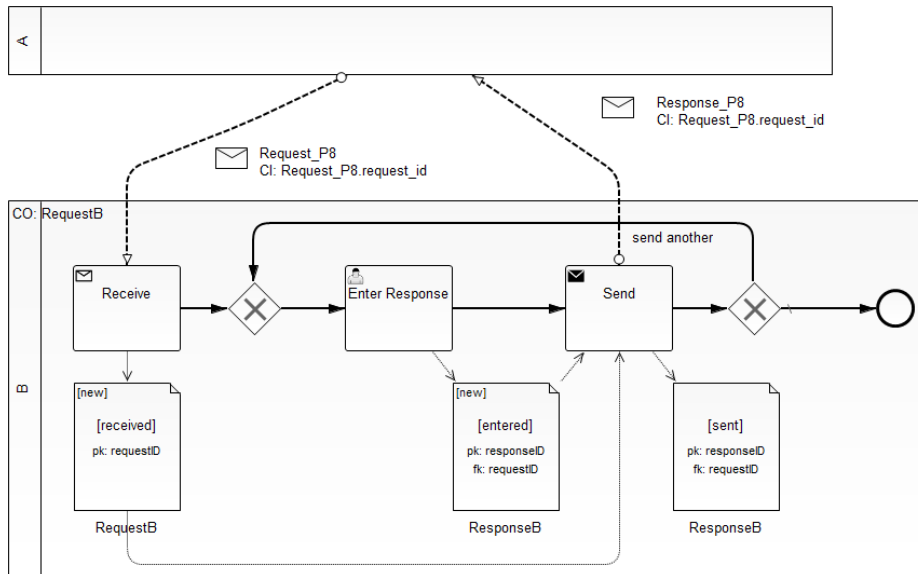 A
Response_P8
CI: Request_P8.request_id
Request_P8
CI: Request_P8.request_id
CO: RequestB
send another
Receive
Enter Response
Send
B
[new]
[received]
pk: requestID
RequestB
[new]
[entered]
pk: responseID
fk: requestID
ResponseB
[sent]
pk: responseID
fk: requestID
ResponseB